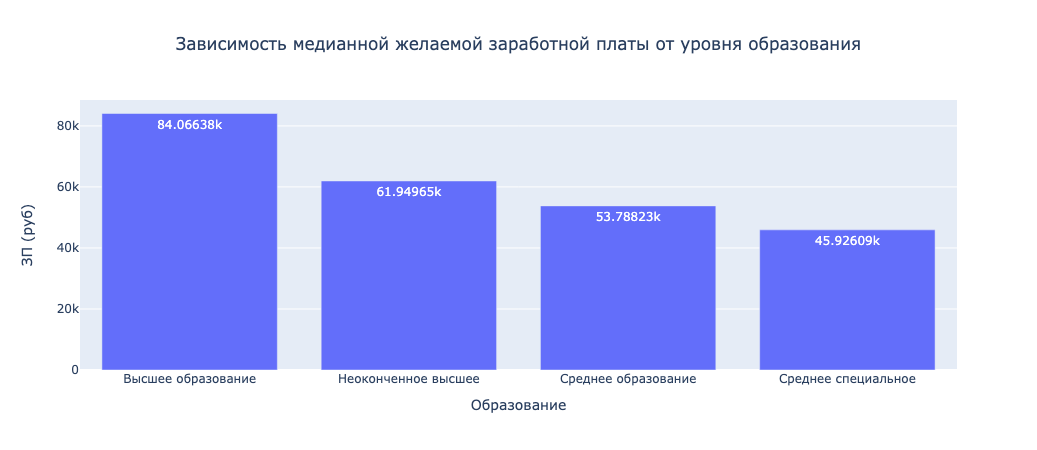 Зависимость медианной желаемой заработной платы от уровня образования
ЗП (руб)
80k
60k
40k
20k
0
84.06638k
61.94965k
53.78823k
45.92609k
Высшее образование
Неоконченное высшее
Среднее образование
Среднее специальное
Образование